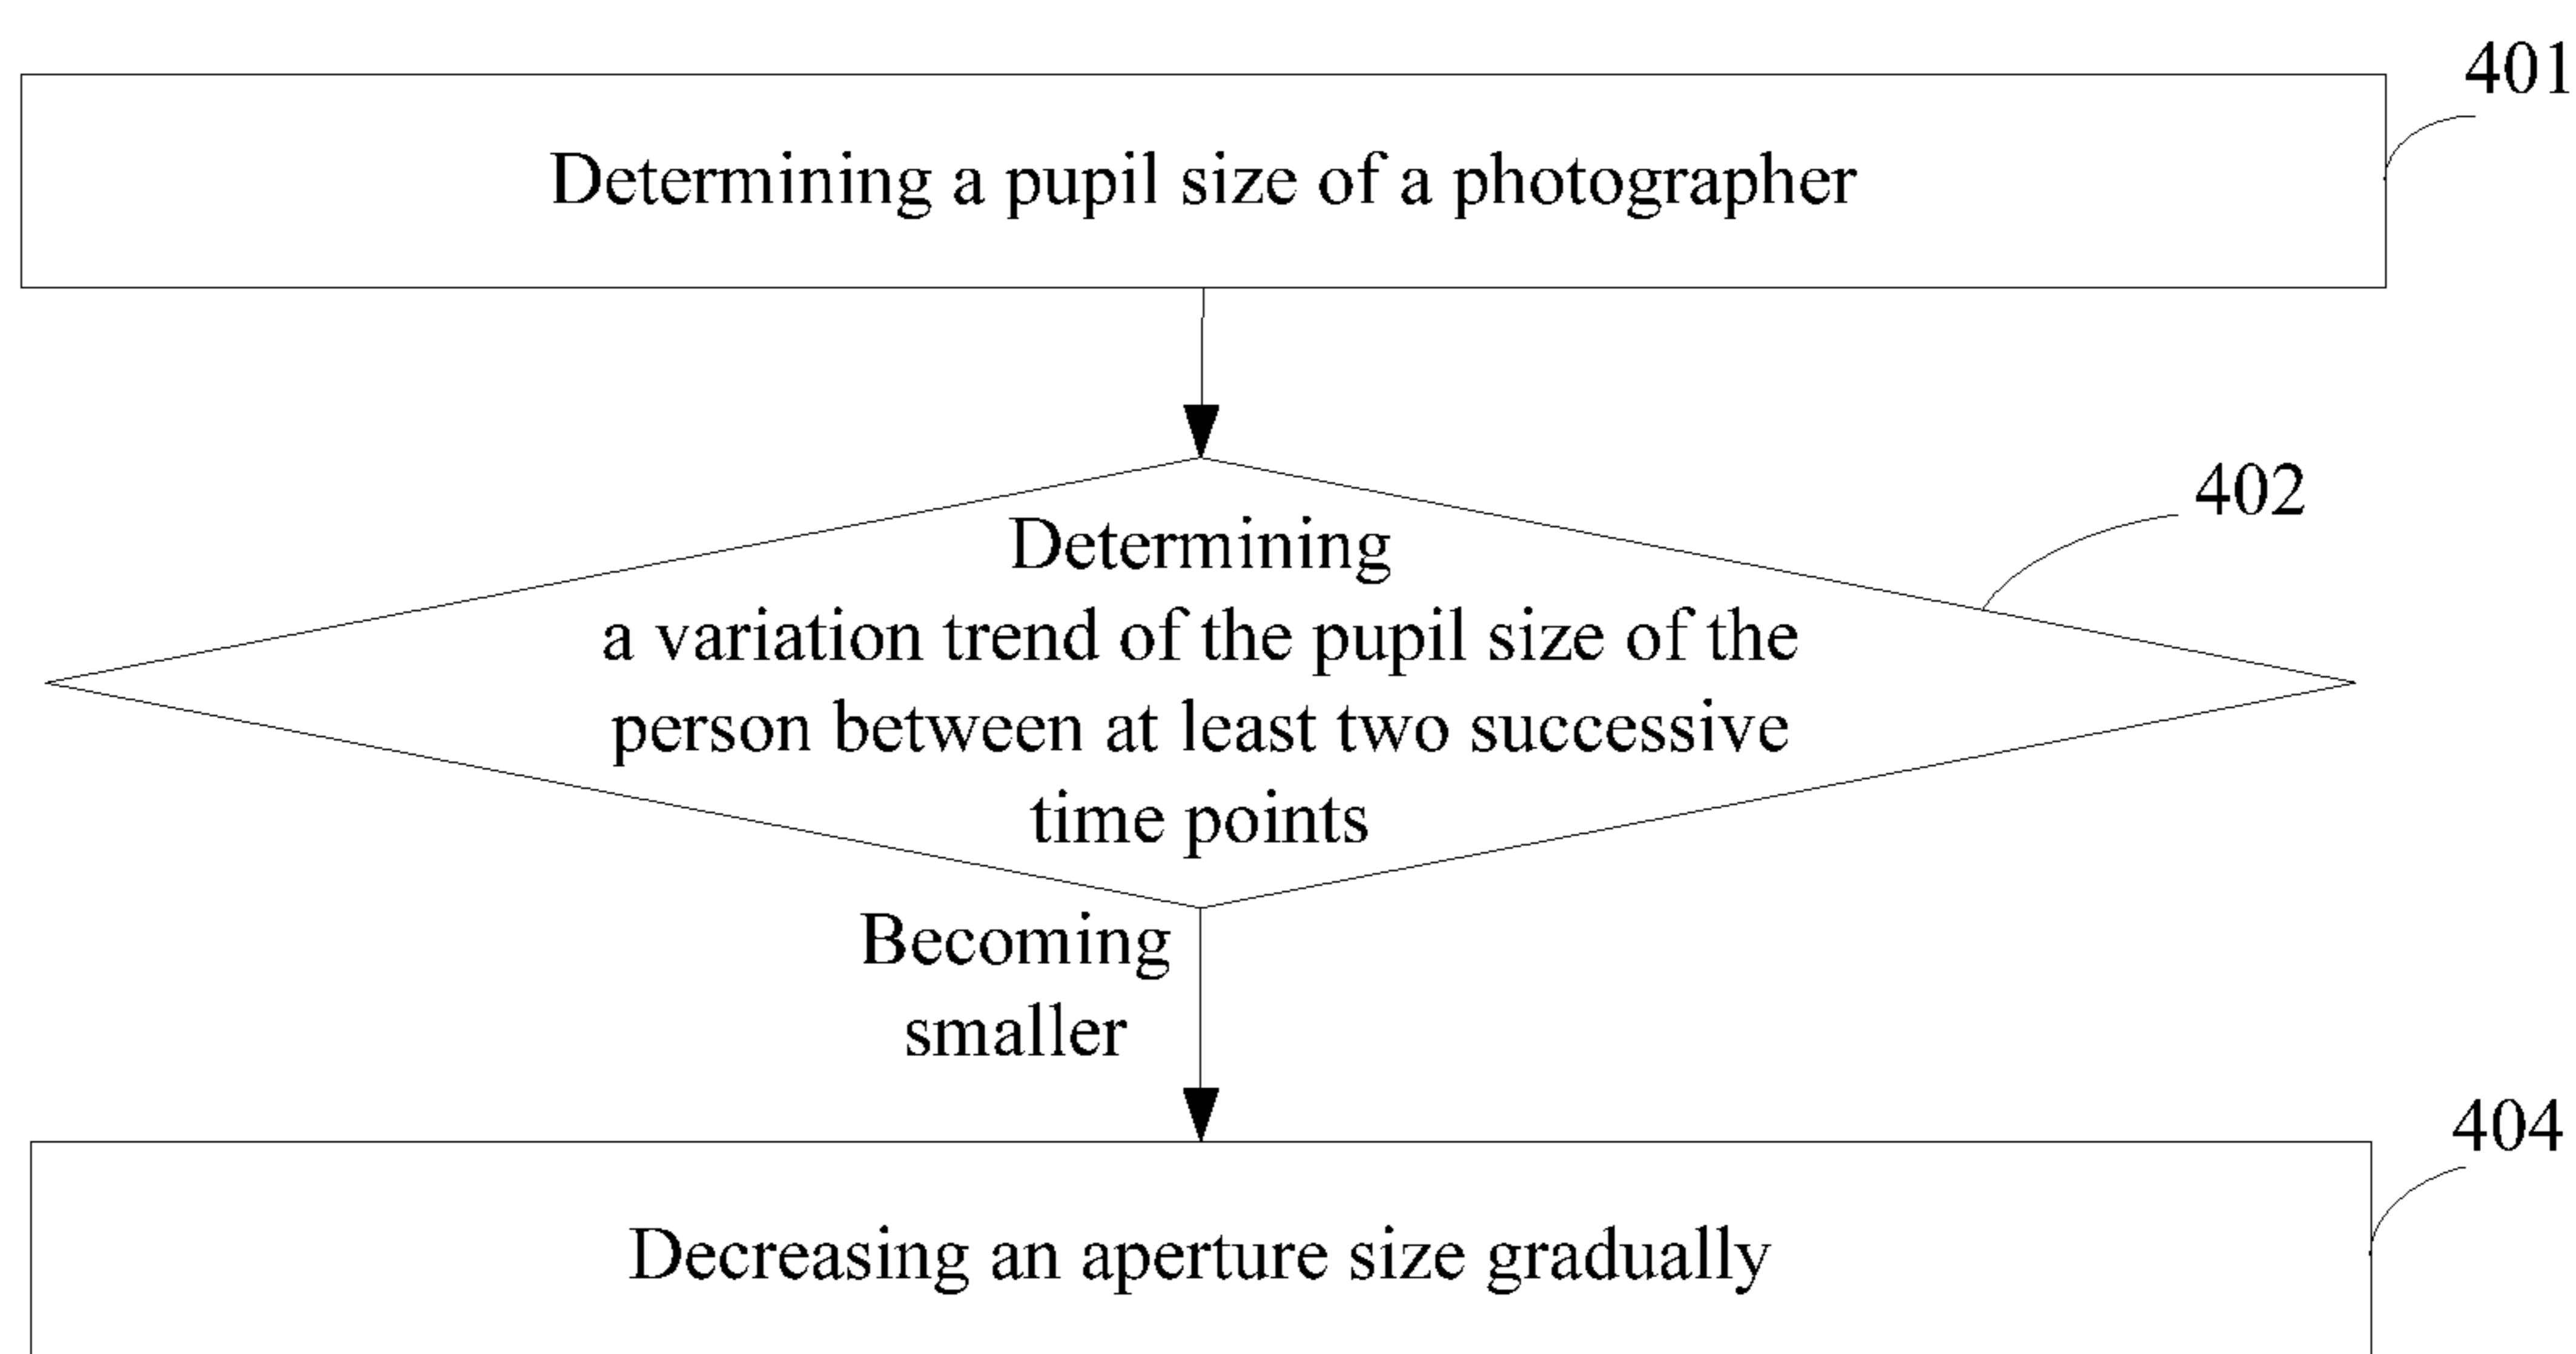 401
Determining a pupil size of a photographer
402
Determining
a variation trend of the pupil size of the
person between at least two successive
time points
Becoming
smaller
404
Decreasing an aperture size gradually